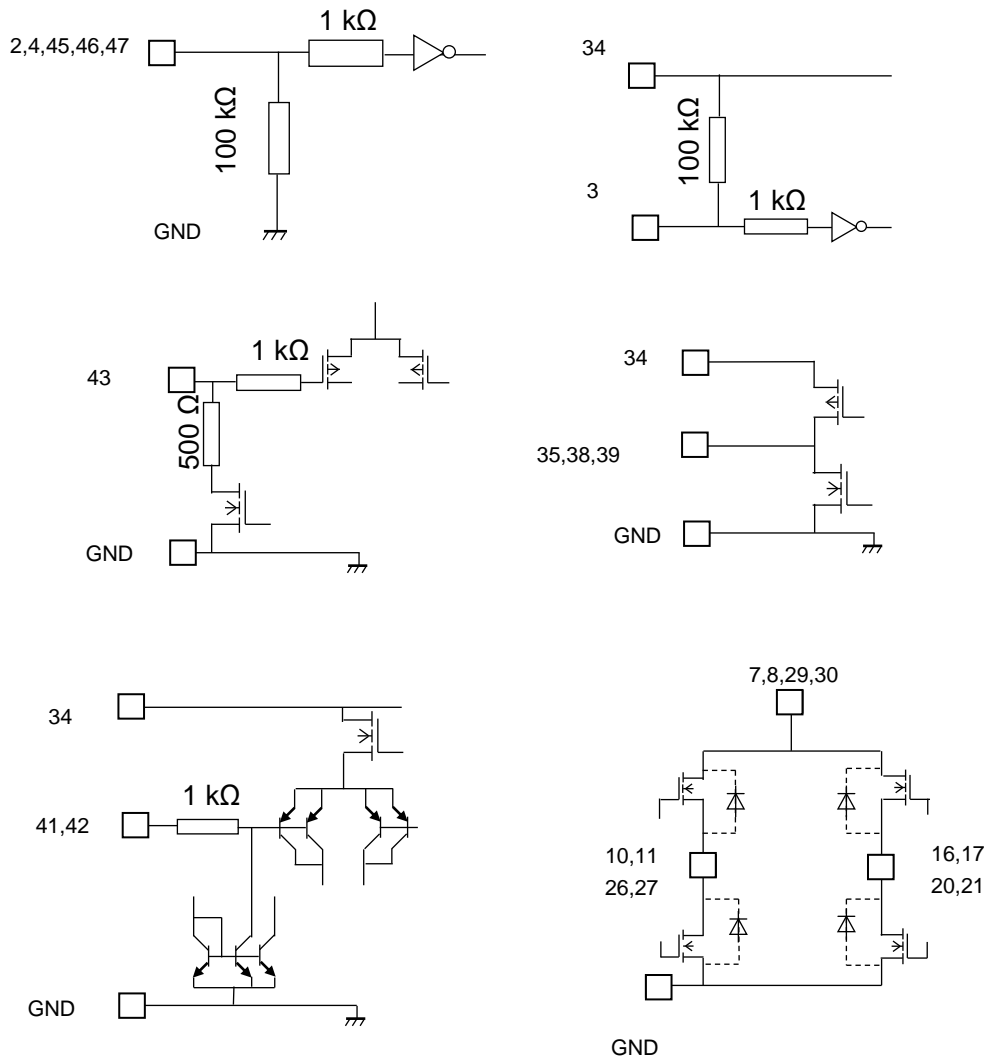 2,4,45,46,47
1 kΩ
100 kΩ
GND
34
100 kΩ
3
1 kΩ
43
1 kΩ
500 Ω
GND
34
35,38,39
GND
34
1 kΩ
41,42
GND
7,8,29,30
10,11
26,27
16,17
20,21
GND